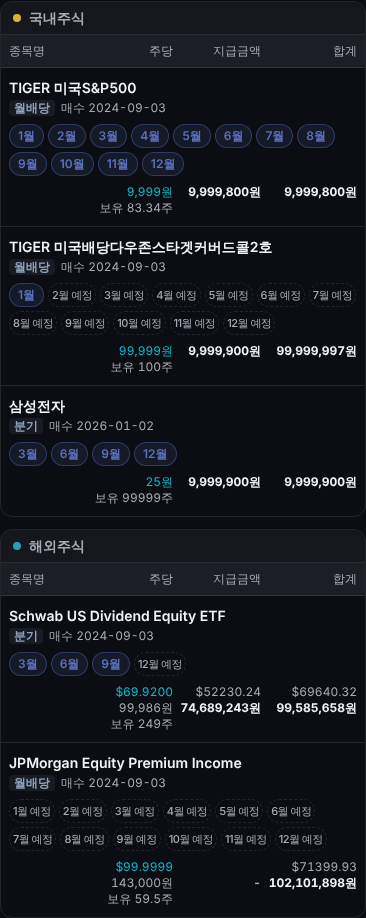 국내주식
종목명 주당 지급금액 합계
TIGER 미국S&P500
월배당 매수 2024-09-03
1월 2월 3월 4월 5월 6월 7월 8월
9월 10월 11월 12월
9,999원 9,999,800원 9,999,800원
보유 83.34주
TIGER 미국배당다우존스타겟커버드콜2호
월배당 매수 2024-09-03
1월 2월 예정 3월 예정 4월 예정 5월 예정 6월 예정 7월 예정
8월 예정 9월 예정 10월 예정 11월 예정 12월 예정
99,999원 9,999,900원 99,999,997원
보유 100주
삼성전자
분기 매수 2026-01-02
3월 6월 9월 12월
25원 9,999,900원 9,999,900원
보유 99999주
해외주식
종목명 주당 지급금액 합계
Schwab US Dividend Equity ETF
분기 매수 2024-09-03
3월 6월 9월 12월 예정
$69.9200 $52230.24 $69640.32
99,986원 74,689,243원 99,585,658원
보유 249주
JPMorgan Equity Premium Income
월배당 매수 2024-09-03
1월 예정 2월 예정 3월 예정 4월 예정 5월 예정 6월 예정
7월 예정 8월 예정 9월 예정 10월 예정 11월 예정 12월 예정
$99.9999 $71399.93
143,000원 - 102,101,898원
보유 59.5주